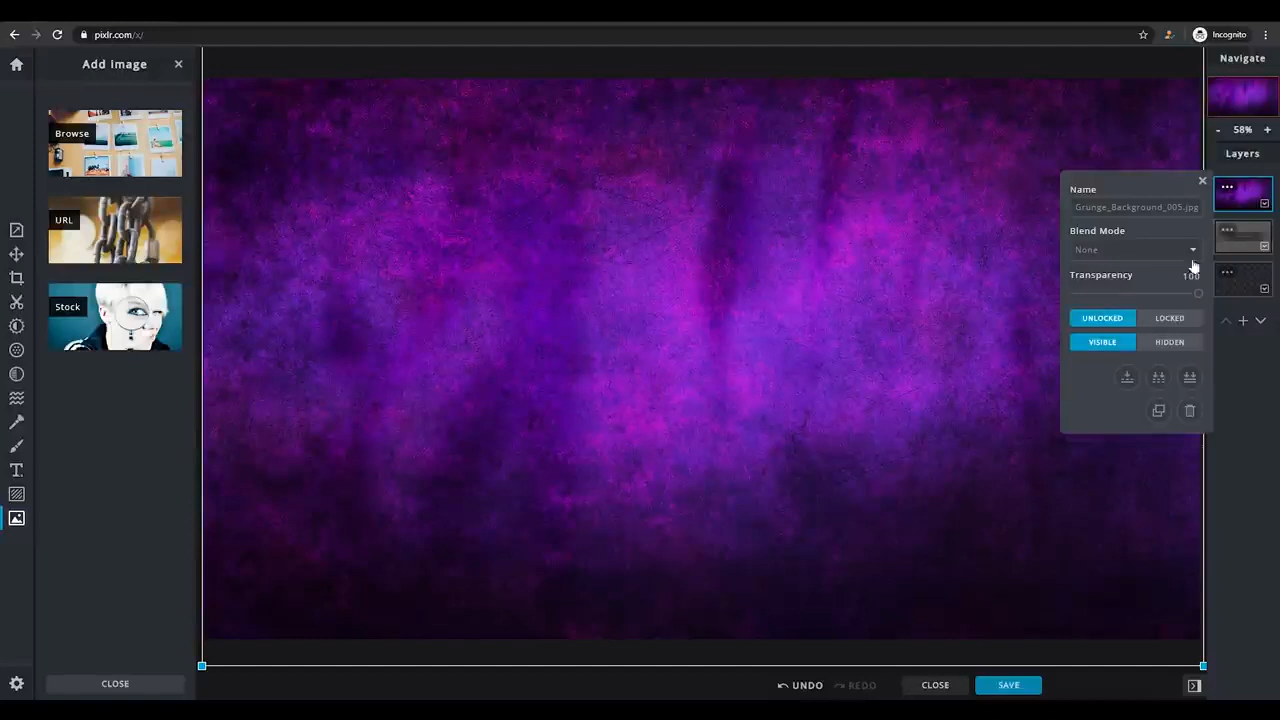 pixlr.com/x/
Incognito
Add Image
Browse
URL
Stock
CLOSE
Name
Grunge_Background_005.jpg
Blend Mode
None
Transparency
100
UNLOCKED LOCKED
VISIBLE HIDDEN
Navigate
- 58% +
Layers
UNDO REDO CLOSE SAVE